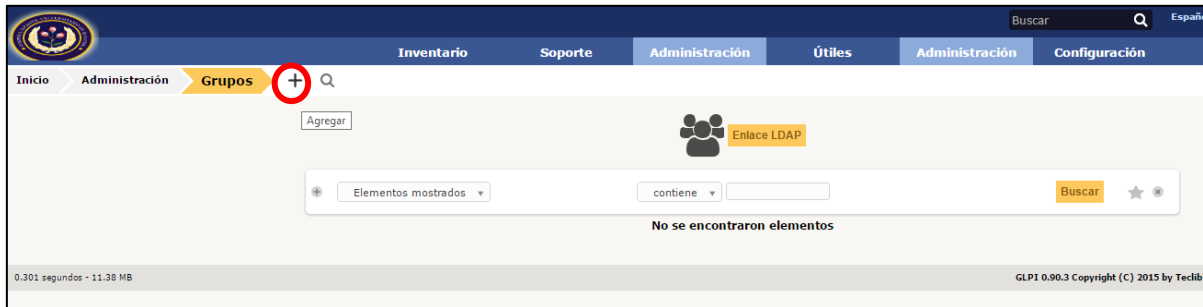 Buscar Españ
Inventario Soporte Administración Útiles Administración Configuración
Inicio Administración Grupos
Agregar
Enlace LDAP
Elementos mostrados contiene Buscar
No se encontraron elementos
0.301 segundos - 11.38 MB GLPI 0.90.3 Copyright (C) 2015 by Teclib